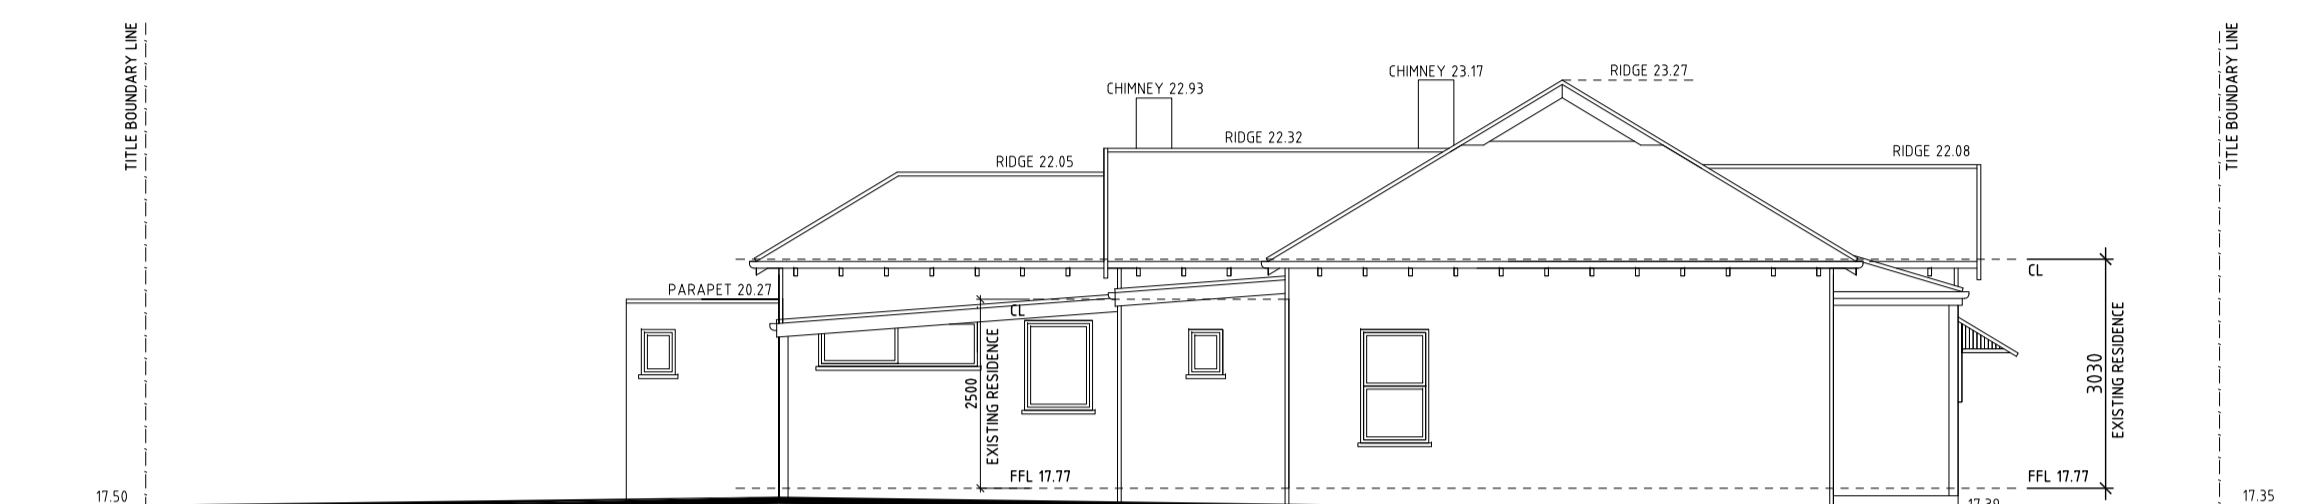 TITLE BOUNDARY LINE
TITLE BOUNDARY LINE
CHIMNEY 23.17
RIDGE 23.27
CHIMNEY 22.93
RIDGE 22.32
RIDGE 22.05
RIDGE 22.08
PARAPET 20.27
CL
CL
2500
EXISTING RESIDENCE
3030
EXISTING RESIDENCE
FFL 17.77
FFL 17.77
17.50
17.35